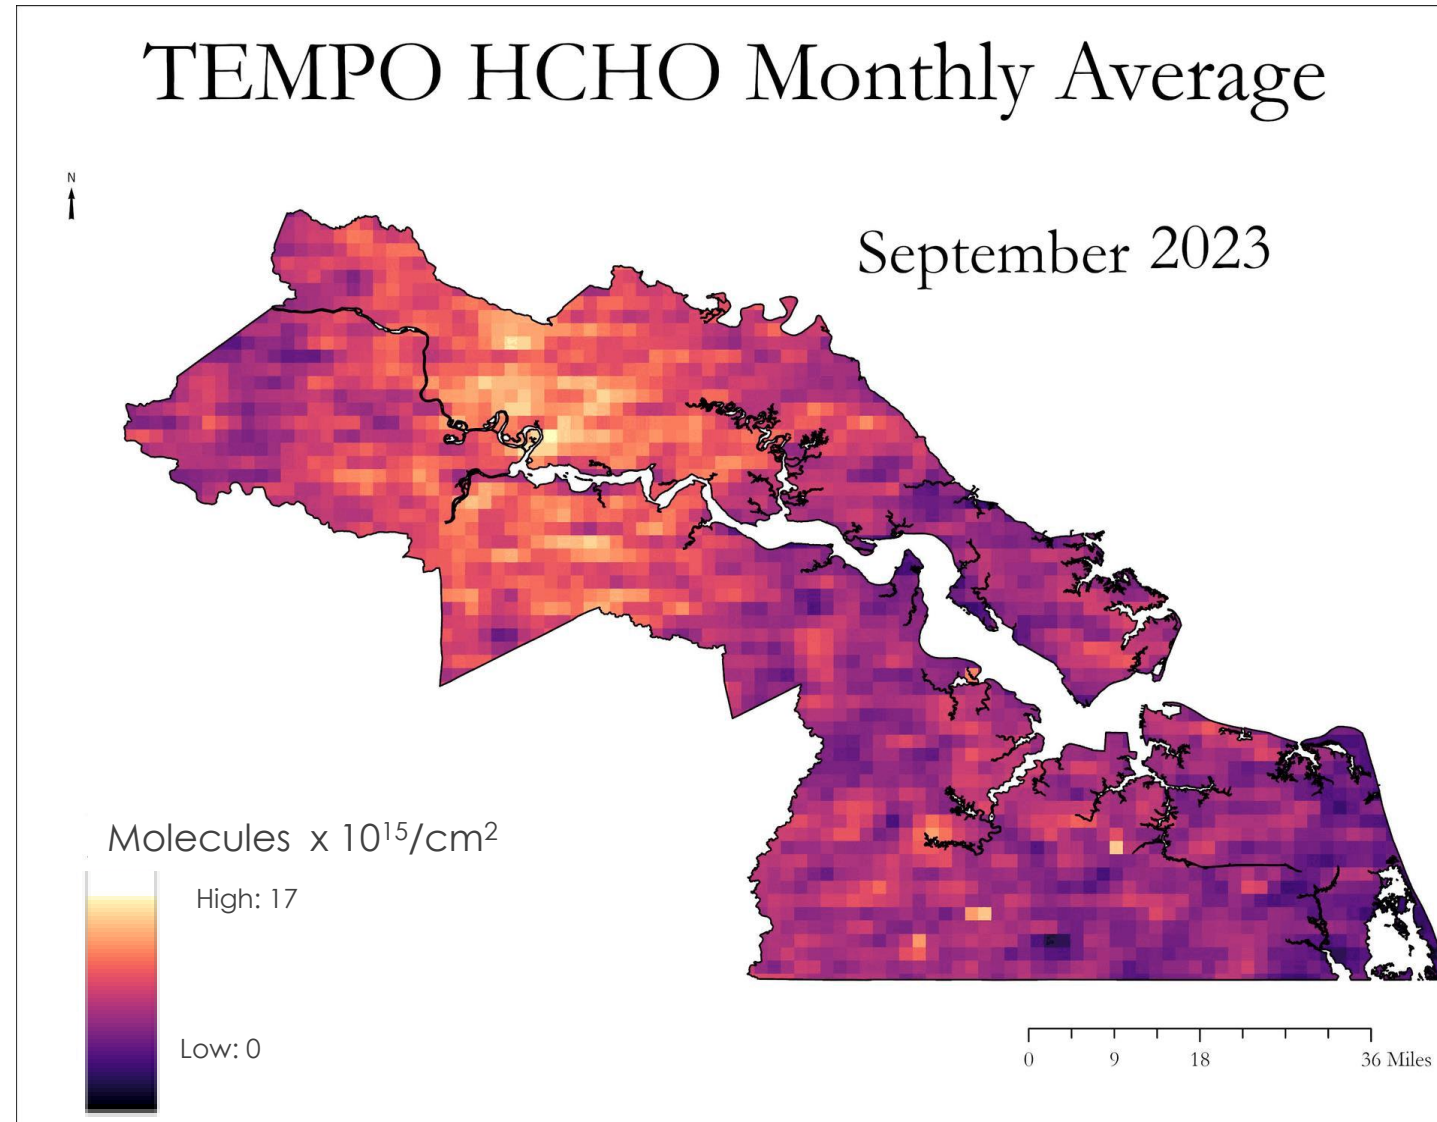 TEMPO HCHO Monthly Average
N
September 2023
Molecules x 10¹⁵/cm²
High: 17
Low: 0
0 9 18 36 Miles